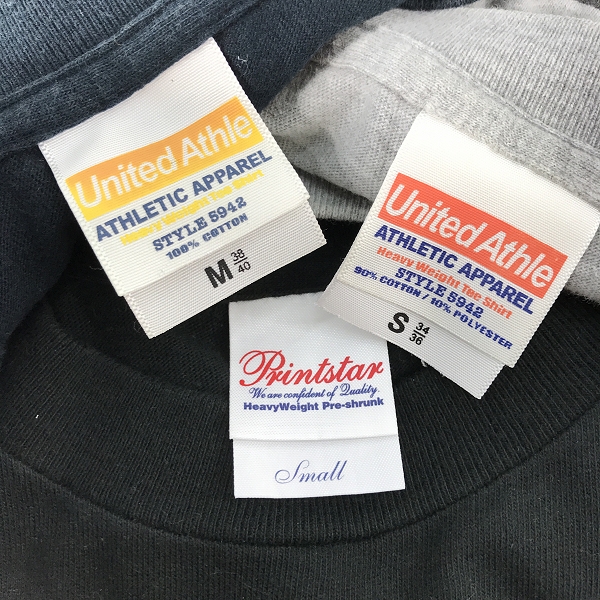 United Athle
ATHLETIC APPAREL
Heavy Weight Tee Shirt
STYLE 5942
100% COTTON
M 38/40
United Athle
ATHLETIC APPAREL
Heavy Weight Tee Shirt
STYLE 5942
90% COTTON / 10% POLYESTER
S 34/36
Printstar
We are confident of Quality.
HeavyWeight Pre-shrunk
Small